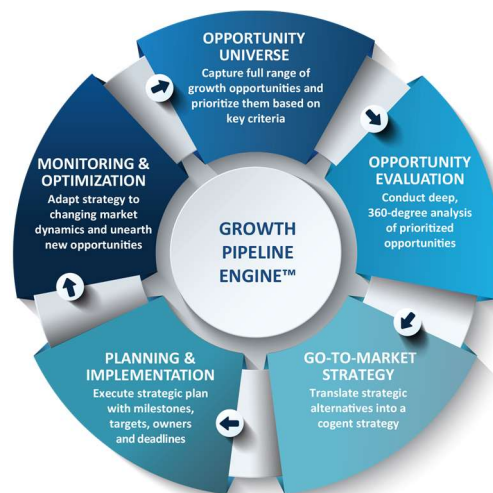 OPPORTUNITY
UNIVERSE
Capture full range of
growth opportunities and
prioritize them based on
key criteria
OPPORTUNITY
EVALUATION
Conduct deep,
360-degree analysis
of prioritized
opportunities
GO-TO-MARKET
STRATEGY
Translate strategic
alternatives into a
cogent strategy
PLANNING &
IMPLEMENTATION
Execute strategic plan
with milestones,
targets, owners
and deadlines
MONITORING &
OPTIMIZATION
Adapt strategy to
changing market
dynamics and unearth
new opportunities
GROWTH
PIPELINE
ENGINE™